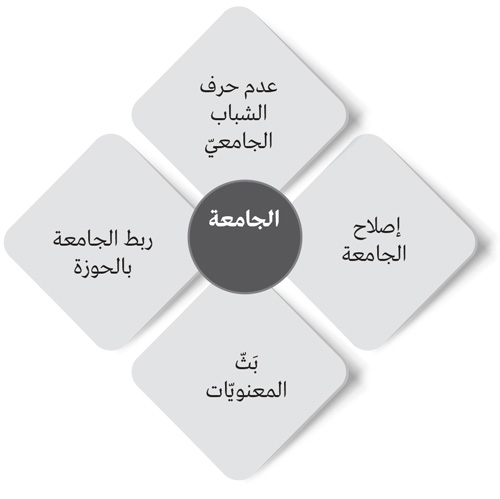 عدم حرف
الشباب
الجامعيّ
إصلاح
الجامعة
الجامعة
ربط الجامعة
بالحوزة
بَثّ
المعنويّات